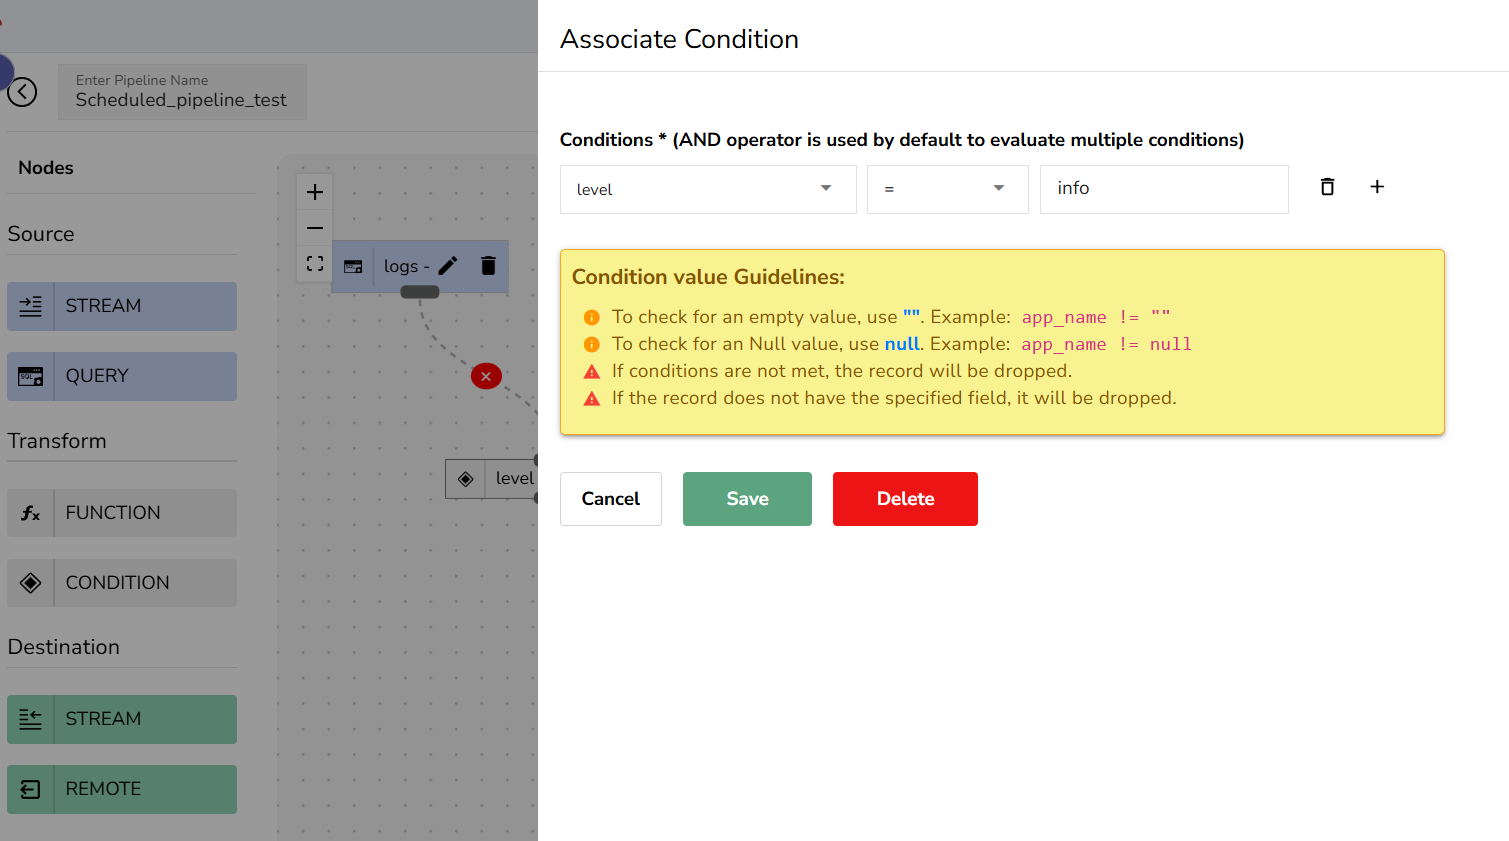 Associate Condition
Enter Pipeline Name
Scheduled_pipeline_test
Nodes
Source
STREAM
QUERY
Transform
FUNCTION
CONDITION
Destination
STREAM
REMOTE
logs -
level
Conditions * (AND operator is used by default to evaluate multiple conditions)
level
=
info
Condition value Guidelines:
To check for an empty value, use "". Example: app_name != ""
To check for an Null value, use null. Example: app_name != null
If conditions are not met, the record will be dropped.
If the record does not have the specified field, it will be dropped.
Cancel
Save
Delete